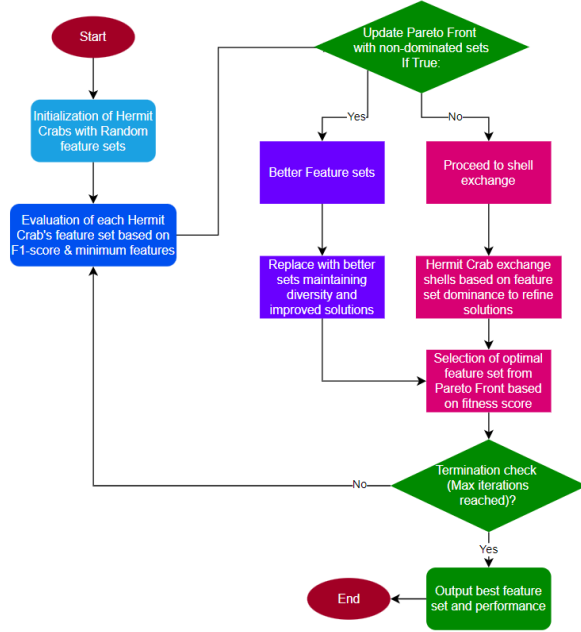 Start
Initialization of Hermit
Crabs with Random
feature sets
Evaluation of each Hermit
Crab's feature set based on
F1-score & minimum features
Update Pareto Front
with non-dominated sets
If True:
Yes
No
Better Feature sets
Proceed to shell
exchange
Replace with better
sets maintaining
diversity and
improved solutions
Hermit Crab exchange
shells based on feature
set dominance to refine
solutions
Selection of optimal
feature set from
Pareto Front based
on fitness score
Termination check
(Max iterations
reached)?
No
Yes
Output best feature
set and performance
End